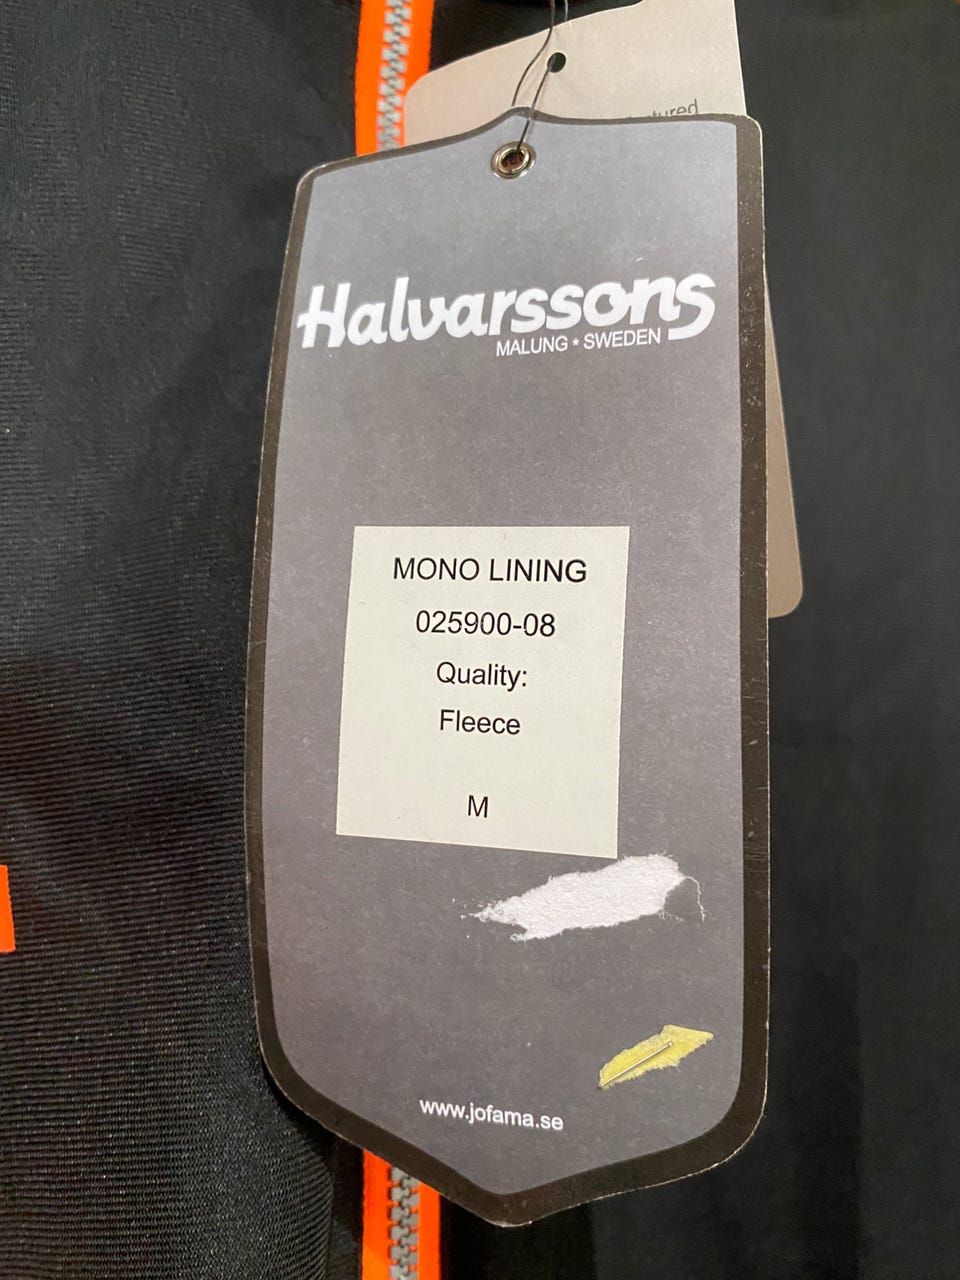 Halvarssons
MALUNG * SWEDEN
MONO LINING
025900-08
Quality:
Fleece
M
www.jofama.se